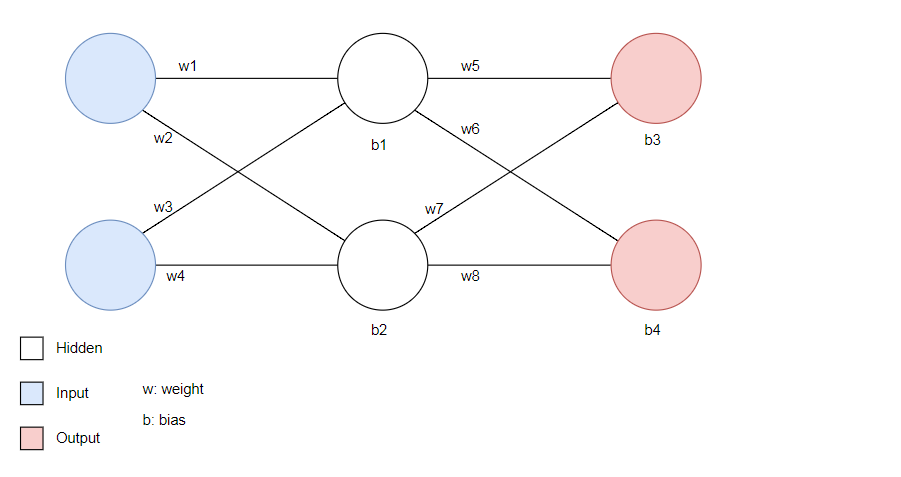 w1
w5
w2
w6
b1
b3
w3
w7
w4
w8
b2
b4
Hidden
Input
w: weight
b: bias
Output